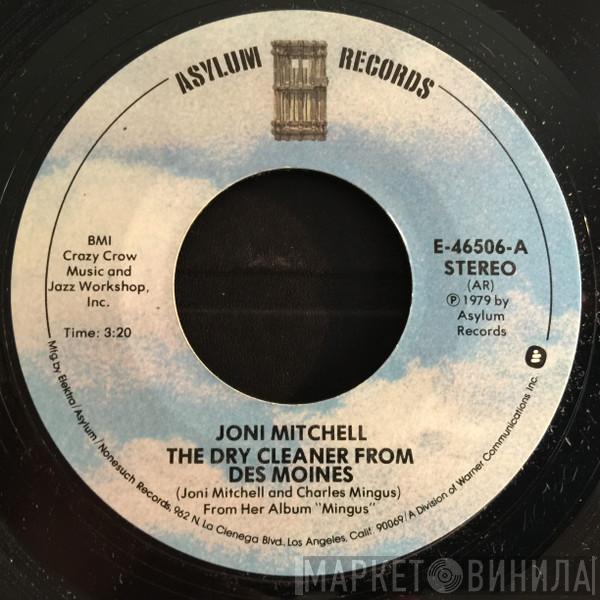 ASYLUM RECORDS
BMI
Crazy Crow
Music and
Jazz Workshop,
Inc.
Time: 3:20
E-46506-A
STEREO
(AR)
℗ 1979 by
Asylum
Records
JONI MITCHELL
THE DRY CLEANER FROM
DES MOINES
(Joni Mitchell and Charles Mingus)
From Her Album "Mingus"
Mfg by Elektra/Asylum/Nonesuch Records, 962 N. La Cienega Blvd., Los Angeles, Calif. 90069/A Division of Warner Communications Inc.
МАРКЕТ ВИНИЛА